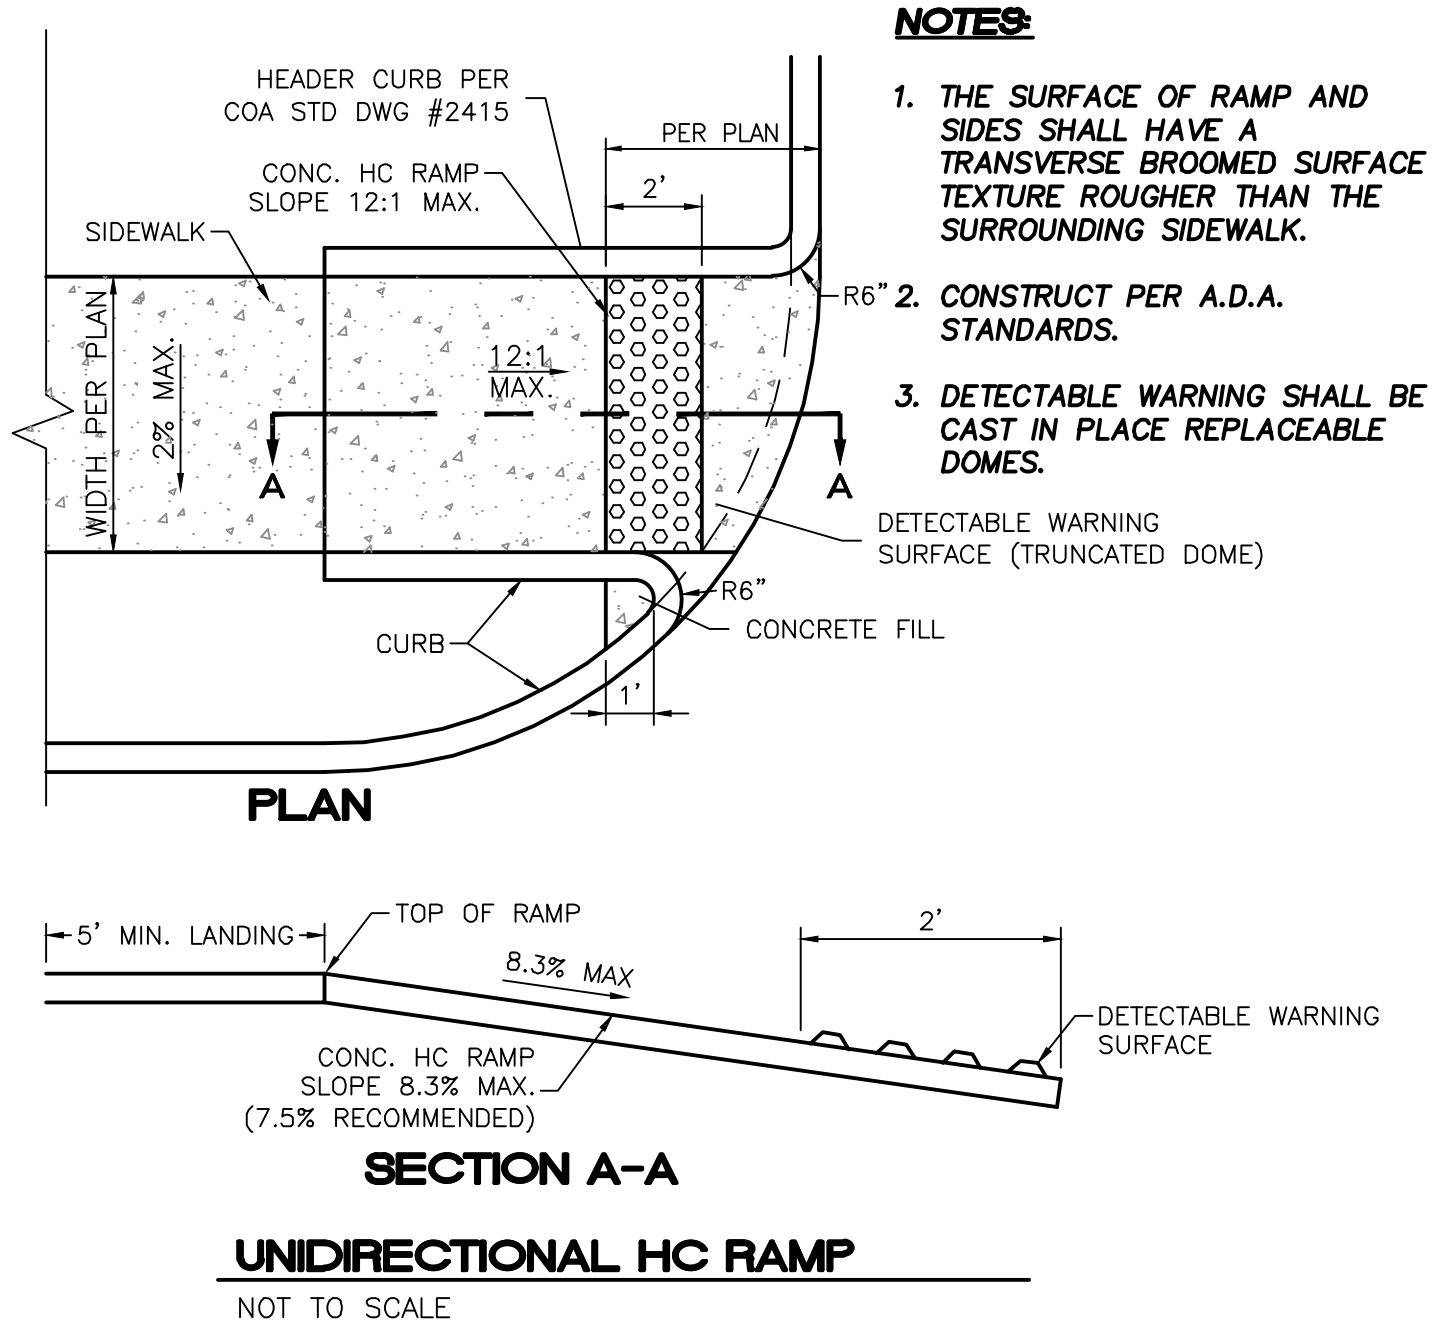 NOTES:
1. THE SURFACE OF RAMP AND
SIDES SHALL HAVE A
TRANSVERSE BROOMED SURFACE
TEXTURE ROUGHER THAN THE
SURROUNDING SIDEWALK.
2. CONSTRUCT PER A.D.A.
STANDARDS.
3. DETECTABLE WARNING SHALL BE
CAST IN PLACE REPLACEABLE
DOMES.
HEADER CURB PER
COA STD DWG #2415
PER PLAN
CONC. HC RAMP
SLOPE 12:1 MAX.
2'
SIDEWALK
R6"
WIDTH PER PLAN
2% MAX.
12:1
MAX.
A
A
DETECTABLE WARNING
SURFACE (TRUNCATED DOME)
R6"
CONCRETE FILL
CURB
1'
PLAN
5' MIN. LANDING
TOP OF RAMP
8.3% MAX
2'
DETECTABLE WARNING
SURFACE
CONC. HC RAMP
SLOPE 8.3% MAX.
(7.5% RECOMMENDED)
SECTION A-A
UNIDIRECTIONAL HC RAMP
NOT TO SCALE